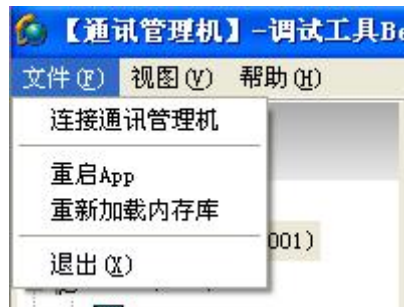 【通讯管理机】-调试工具Be
文件(F) 视图(V) 帮助(H)
连接通讯管理机
重启App
重新加载内存库
001)
退出(X)